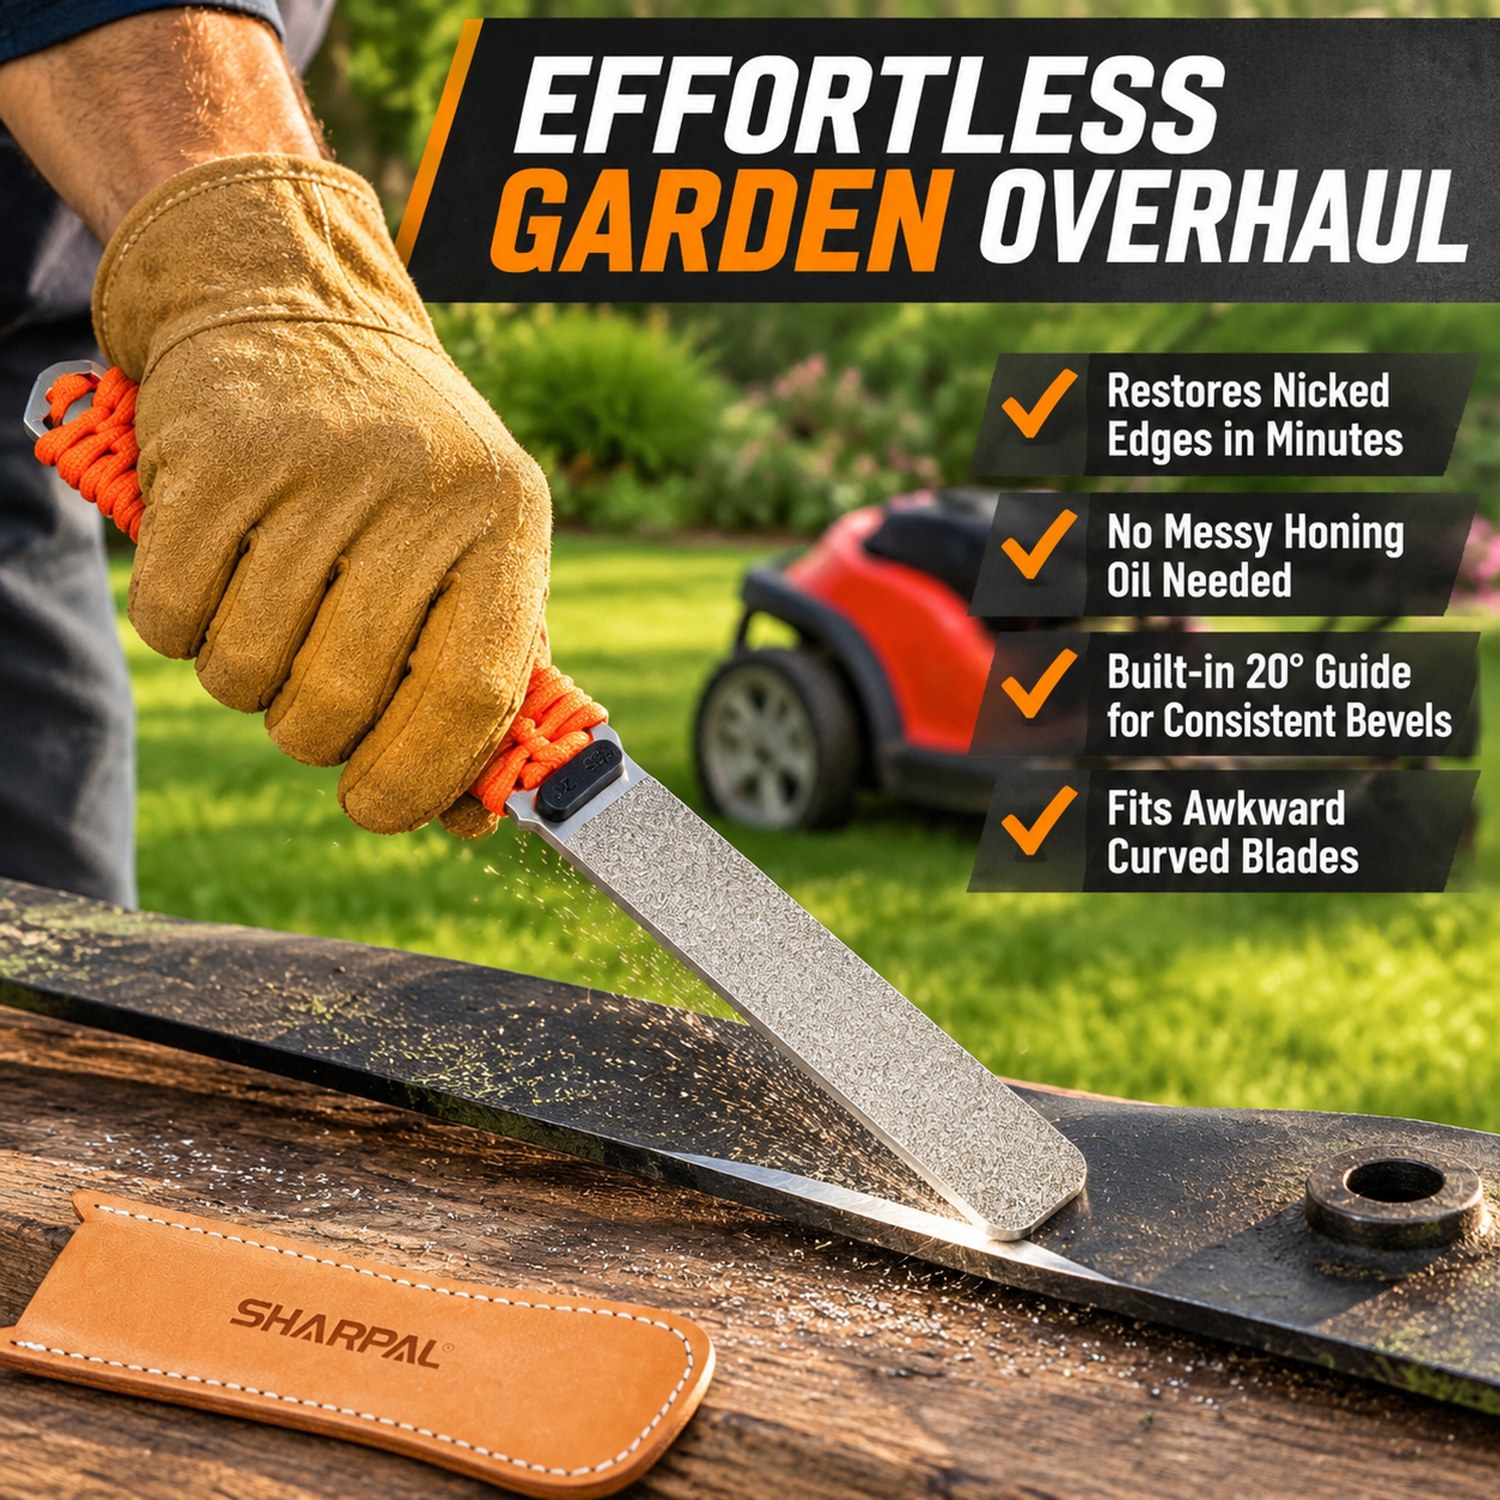 EFFORTLESS
GARDEN OVERHAUL
Restores Nicked
Edges in Minutes
No Messy Honing
Oil Needed
Built-in 20° Guide
for Consistent Bevels
Fits Awkward
Curved Blades
SHARPAL®